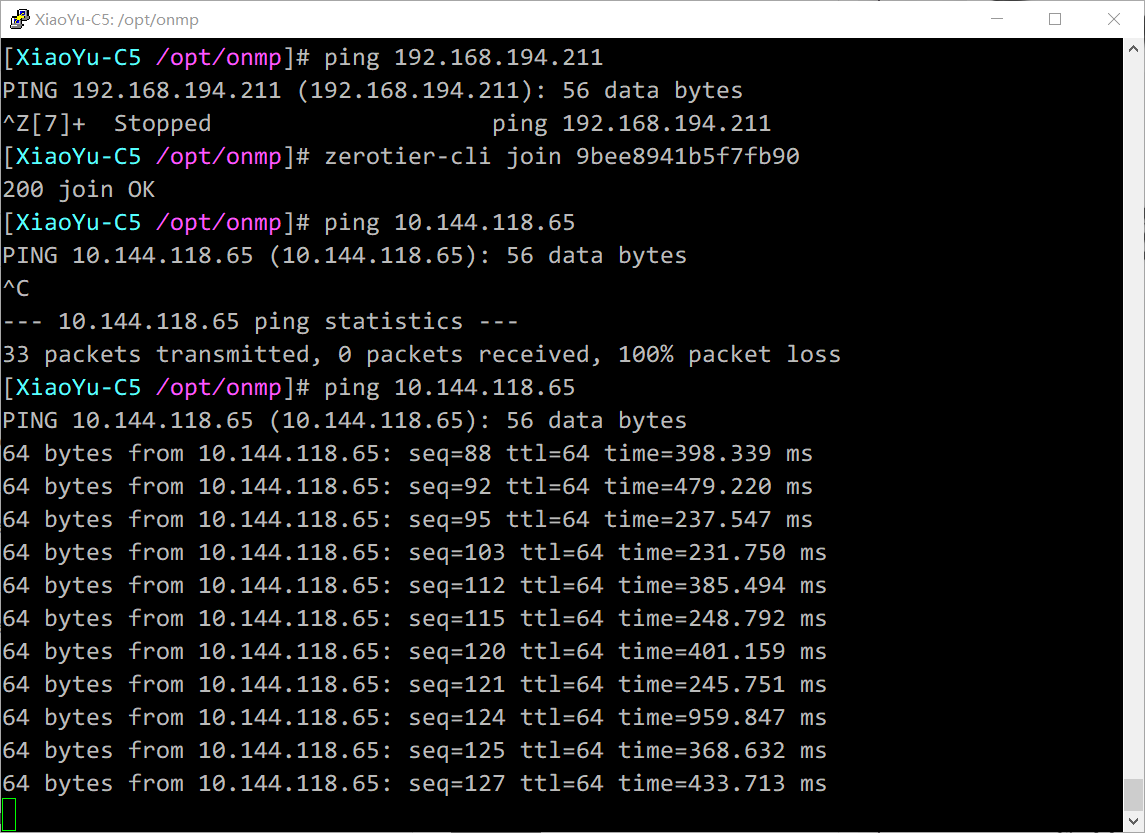 XiaoYu-C5: /opt/onmp
[XiaoYu-C5 /opt/onmp]# ping 192.168.194.211
PING 192.168.194.211 (192.168.194.211): 56 data bytes
^Z[7]+  Stopped                    ping 192.168.194.211
[XiaoYu-C5 /opt/onmp]# zerotier-cli join 9bee8941b5f7fb90
200 join OK
[XiaoYu-C5 /opt/onmp]# ping 10.144.118.65
PING 10.144.118.65 (10.144.118.65): 56 data bytes
^C
--- 10.144.118.65 ping statistics ---
33 packets transmitted, 0 packets received, 100% packet loss
[XiaoYu-C5 /opt/onmp]# ping 10.144.118.65
PING 10.144.118.65 (10.144.118.65): 56 data bytes
64 bytes from 10.144.118.65: seq=88 ttl=64 time=398.339 ms
64 bytes from 10.144.118.65: seq=92 ttl=64 time=479.220 ms
64 bytes from 10.144.118.65: seq=95 ttl=64 time=237.547 ms
64 bytes from 10.144.118.65: seq=103 ttl=64 time=231.750 ms
64 bytes from 10.144.118.65: seq=112 ttl=64 time=385.494 ms
64 bytes from 10.144.118.65: seq=115 ttl=64 time=248.792 ms
64 bytes from 10.144.118.65: seq=120 ttl=64 time=401.159 ms
64 bytes from 10.144.118.65: seq=121 ttl=64 time=245.751 ms
64 bytes from 10.144.118.65: seq=124 ttl=64 time=959.847 ms
64 bytes from 10.144.118.65: seq=125 ttl=64 time=368.632 ms
64 bytes from 10.144.118.65: seq=127 ttl=64 time=433.713 ms